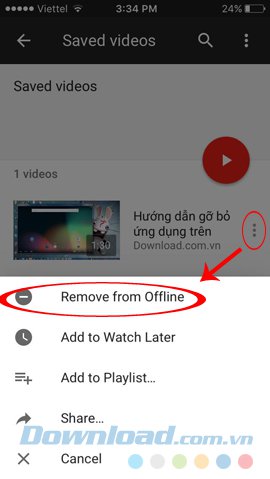 Viettel 3:34 PM 24%
Saved videos
Saved videos
1 videos
Hướng dẫn gỡ bỏ
ứng dụng trên
Download.com.vn
1:30
Remove from Offline
Add to Watch Later
Add to Playlist...
Share...
Download.com.vn
Cancel